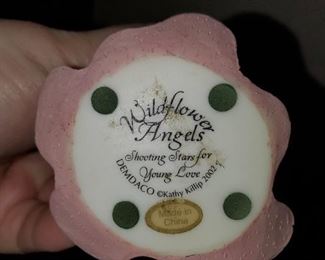 Wildflower
Angels
Shooting Stars for
Young Love
DEMDACO ©Kathy Killip 2002
Made in
China